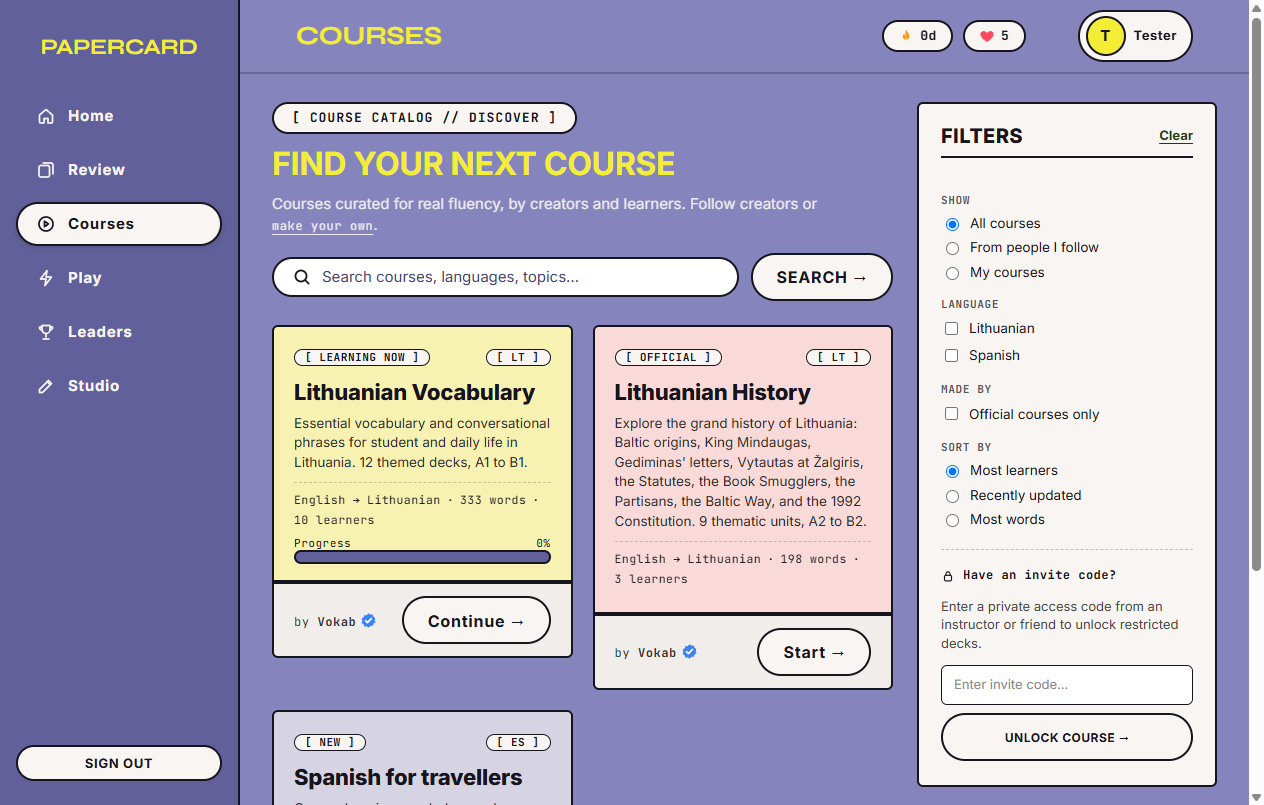 PAPERCARD
Home
Review
Courses
Play
Leaders
Studio
SIGN OUT
COURSES
0d
5
T
Tester
[ COURSE CATALOG // DISCOVER ]
FIND YOUR NEXT COURSE
Courses curated for real fluency, by creators and learners. Follow creators or
make your own.
Search courses, languages, topics...
SEARCH →
[ LEARNING NOW ]
[ LT ]
Lithuanian Vocabulary
Essential vocabulary and conversational
phrases for student and daily life in
Lithuania. 12 themed decks, A1 to B1.
English → Lithuanian · 333 words ·
10 learners
Progress
0%
by Vokab
Continue →
[ OFFICIAL ]
[ LT ]
Lithuanian History
Explore the grand history of Lithuania:
Baltic origins, King Mindaugas,
Gediminas' letters, Vytautas at Žalgiris,
the Statutes, the Book Smugglers, the
Partisans, the Baltic Way, and the 1992
Constitution. 9 thematic units, A2 to B2.
English → Lithuanian · 198 words ·
3 learners
by Vokab
Start →
[ NEW ]
[ ES ]
Spanish for travellers
FILTERS
Clear
SHOW
All courses
From people I follow
My courses
LANGUAGE
Lithuanian
Spanish
MADE BY
Official courses only
SORT BY
Most learners
Recently updated
Most words
Have an invite code?
Enter a private access code from an
instructor or friend to unlock restricted
decks.
Enter invite code...
UNLOCK COURSE →